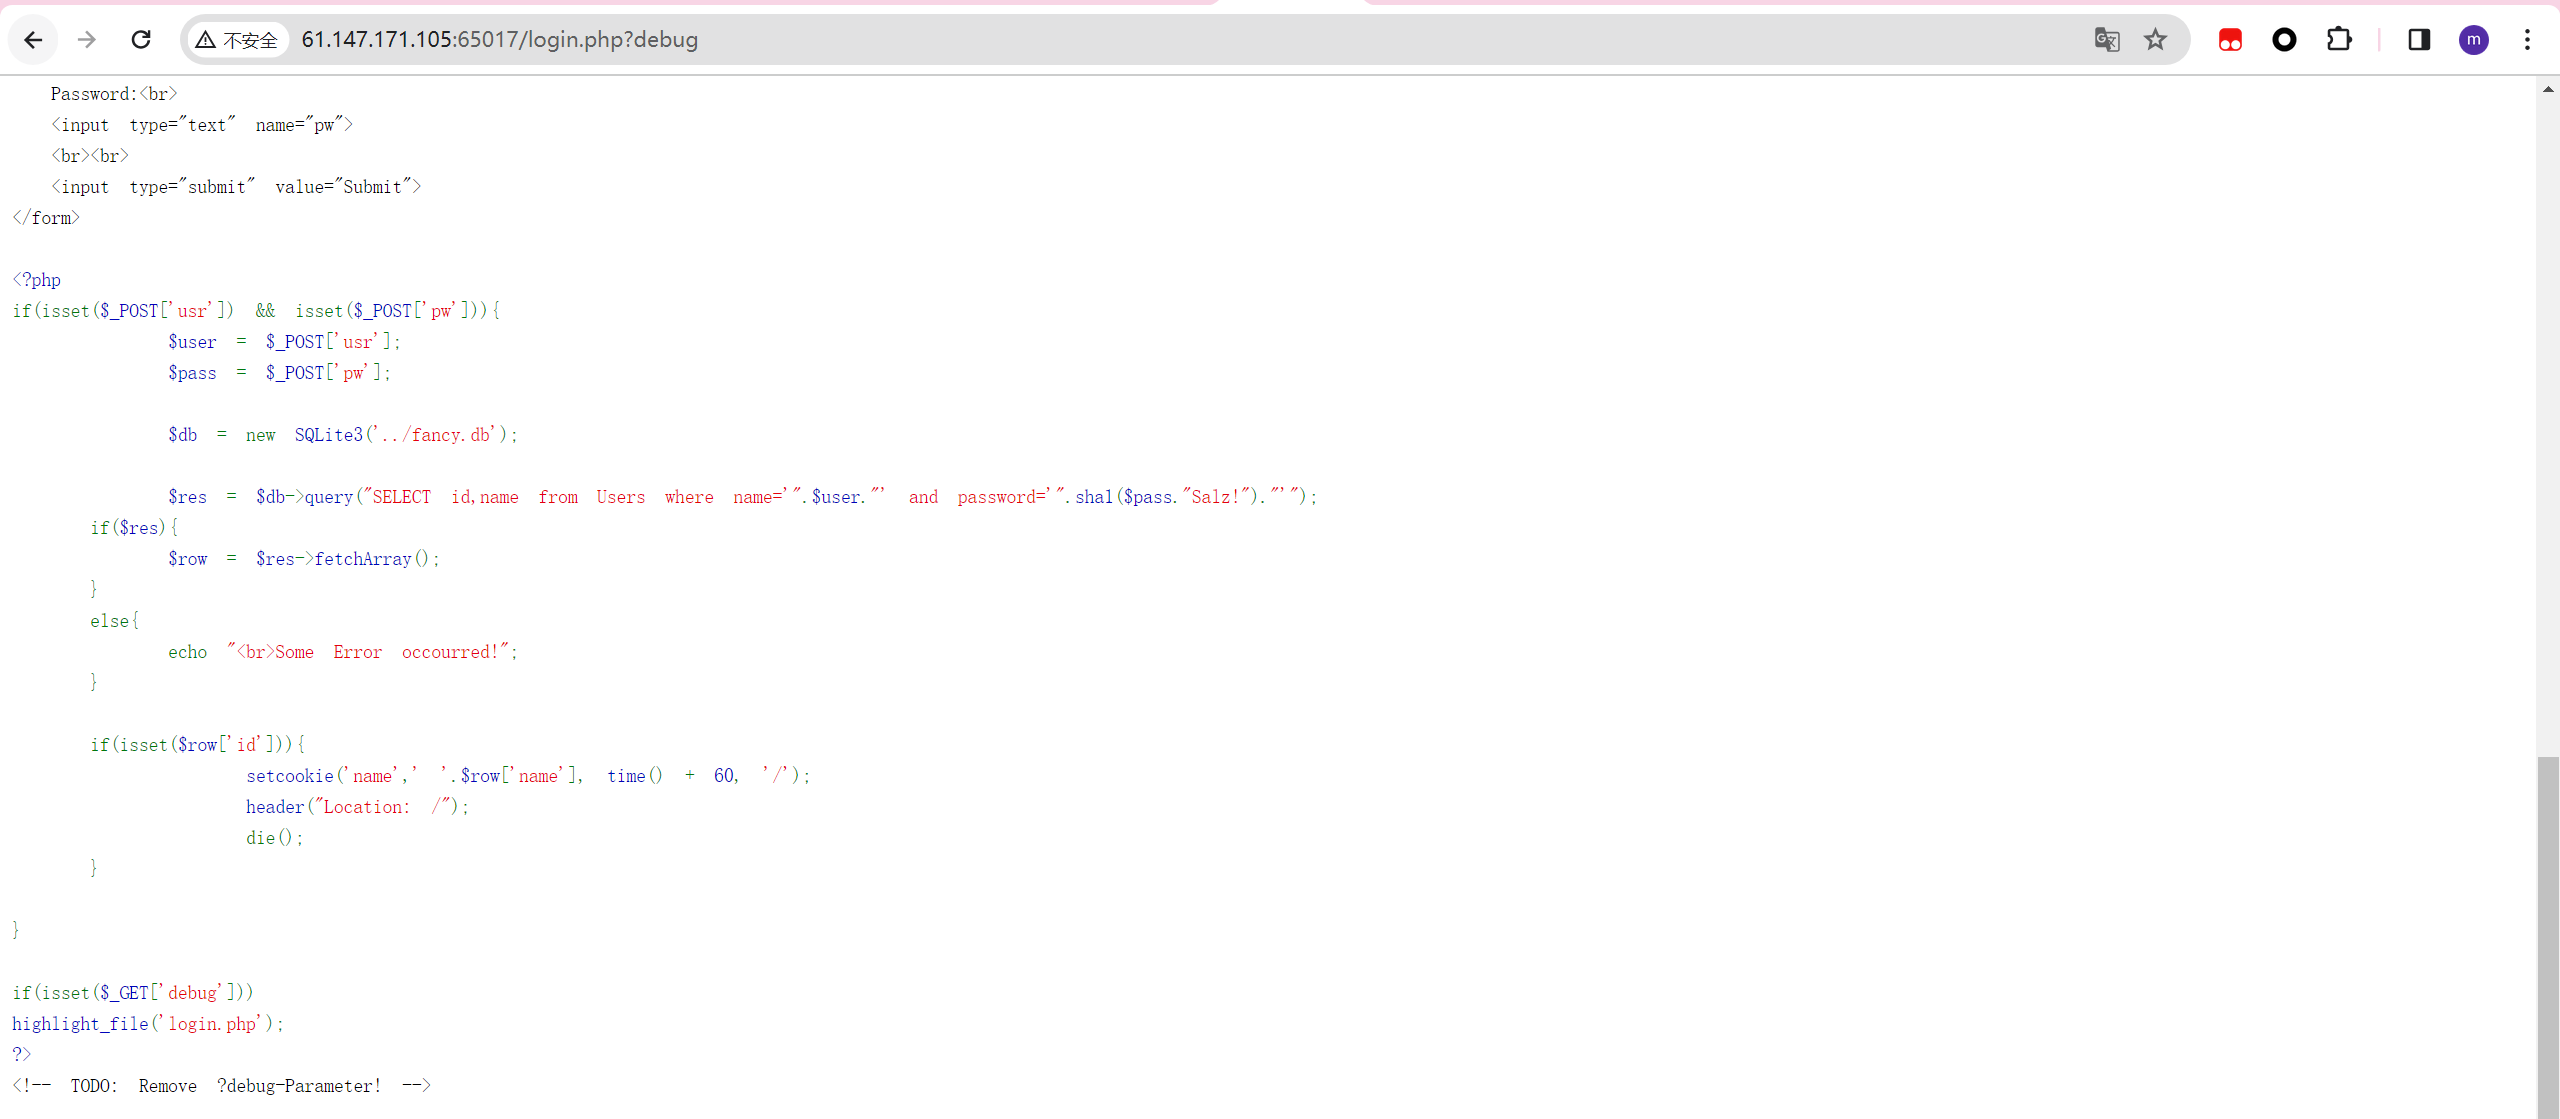 不安全 61.147.171.105:65017/login.php?debug
m
Password:<br>
<input type="text" name="pw">
<br><br>
<input type="submit" value="Submit">
</form>
<?php
if(isset($_POST['usr']) && isset($_POST['pw'])){
$user = $_POST['usr'];
$pass = $_POST['pw'];
$db = new SQLite3('../fancy.db');
$res = $db->query("SELECT id,name from Users where name='".$user."' and password='".sha1($pass."Salz!")."'");
if($res){
$row = $res->fetchArray();
}
else{
echo "<br>Some Error occourred!";
}
if(isset($row['id'])){
setcookie('name',' '.$row['name'], time() + 60, '/');
header("Location: /");
die();
}
}
if(isset($_GET['debug']))
highlight_file('login.php');
?>
<!-- TODO: Remove ?debug-Parameter! -->